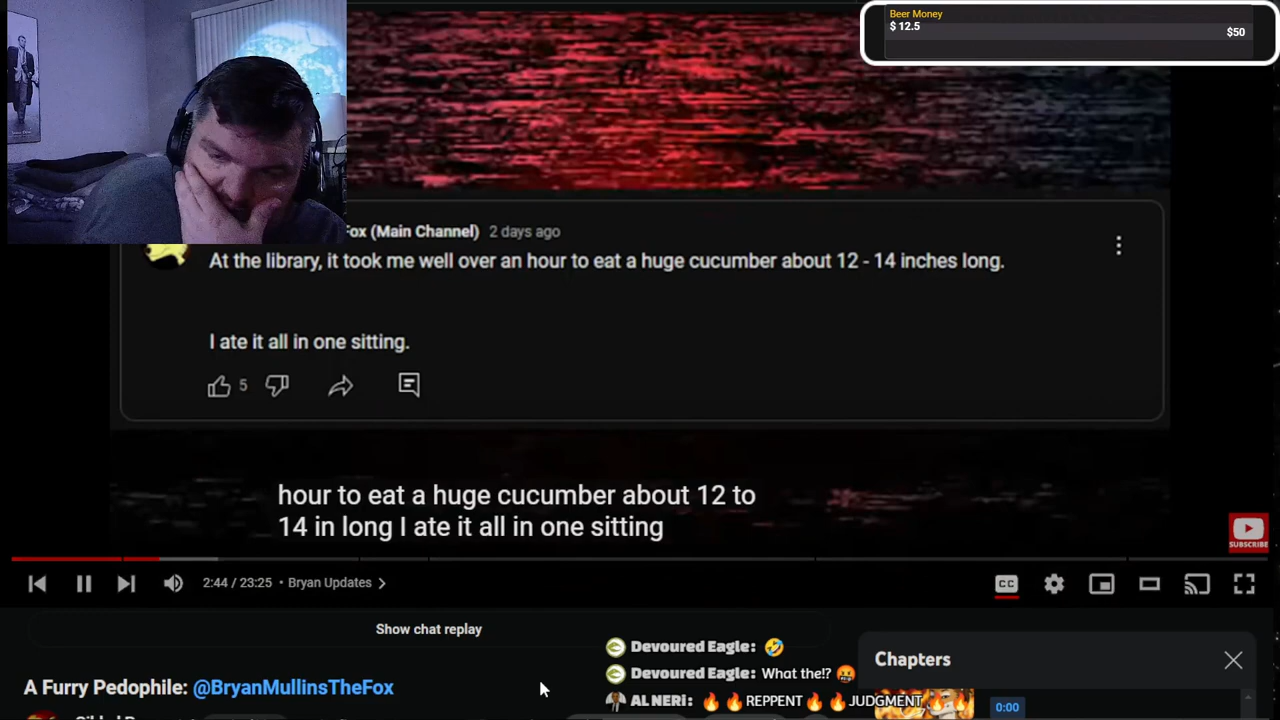 Beer Money
$ 12.5
$50
Fox (Main Channel) 2 days ago
At the library, it took me well over an hour to eat a huge cucumber about 12 - 14 inches long.
I ate it all in one sitting.
5
hour to eat a huge cucumber about 12 to
14 in long I ate it all in one sitting
SUBSCRIBE
2:44 / 23:25 • Bryan Updates
CC
Show chat replay
Devoured Eagle: 🤣
Devoured Eagle: What the!? 🤬
AL NERI: 🔥 🔥 REPPENT 🔥 🔥 JUDGMENT 🔥
Chapters
A Furry Pedophile: @BryanMullinsTheFox
0:00